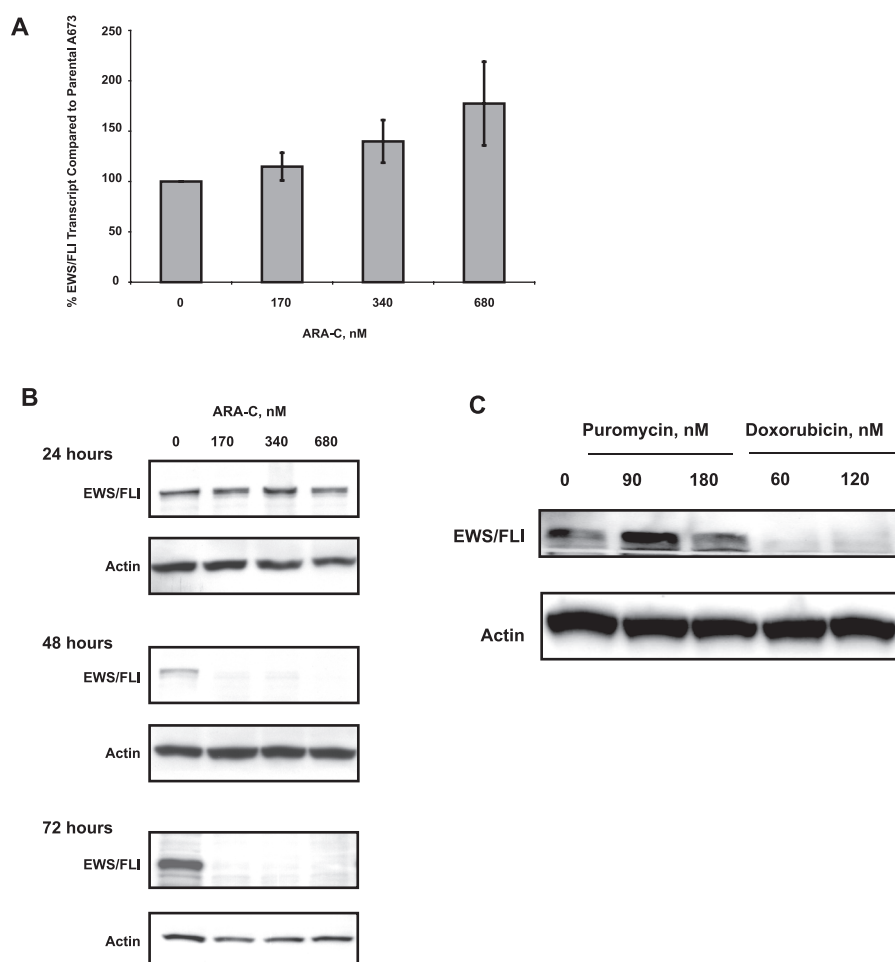 A
% EWS/FLI Transcript Compared to Parental A673
250
200
150
100
50
0
0 170 340 680
ARA-C, nM
B
ARA-C, nM
0 170 340 680
24 hours
EWS/FLI
Actin
48 hours
EWS/FLI
Actin
72 hours
EWS/FLI
Actin
C
Puromycin, nM Doxorubicin, nM
0 90 180 60 120
EWS/FLI
Actin